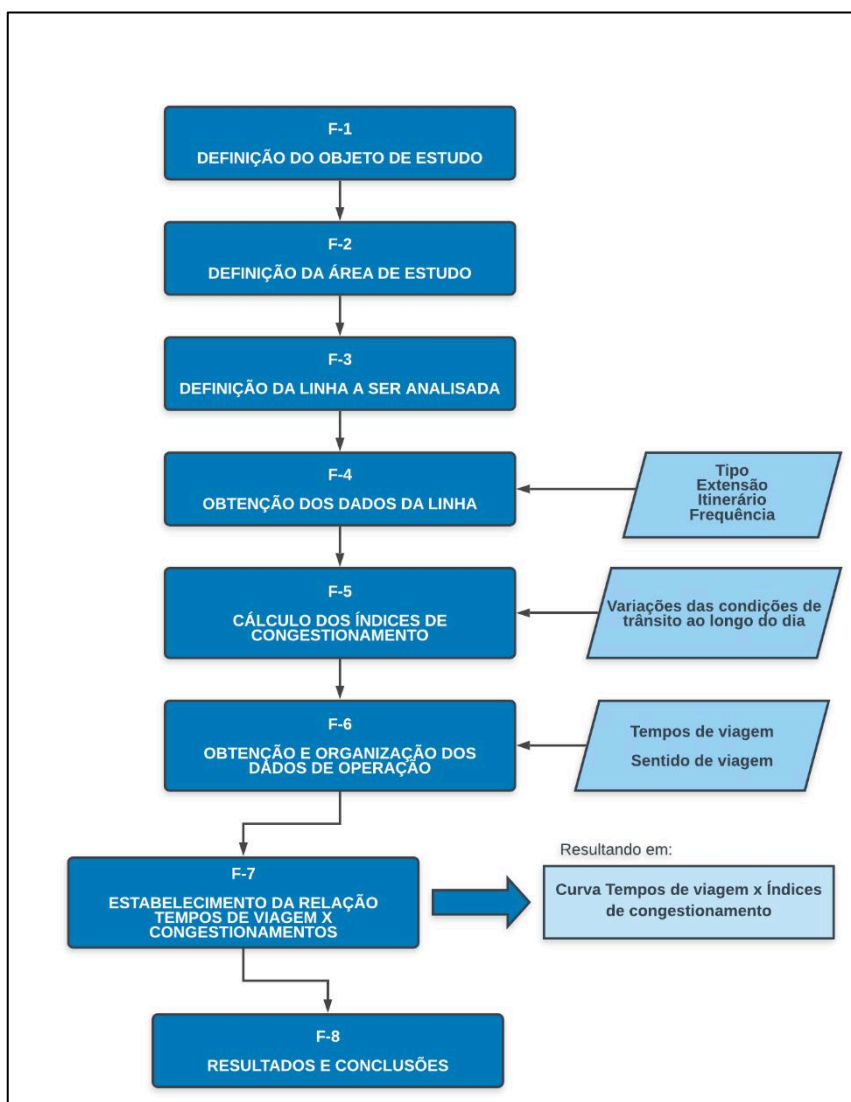 F-1
DEFINIÇÃO DO OBJETO DE ESTUDO
F-2
DEFINIÇÃO DA ÁREA DE ESTUDO
F-3
DEFINIÇÃO DA LINHA A SER ANALISADA
F-4
OBTENÇÃO DOS DADOS DA LINHA
Tipo
Extensão
Itinerário
Frequência
F-5
CÁLCULO DOS ÍNDICES DE
CONGESTIONAMENTO
Variações das condições de
trânsito ao longo do dia
F-6
OBTENÇÃO E ORGANIZAÇÃO DOS
DADOS DE OPERAÇÃO
Tempos de viagem
Sentido de viagem
F-7
ESTABELECIMENTO DA RELAÇÃO
TEMPOS DE VIAGEM X
CONGESTIONAMENTOS
Resultando em:
Curva Tempos de viagem x Índices
de congestionamento
F-8
RESULTADOS E CONCLUSÕES